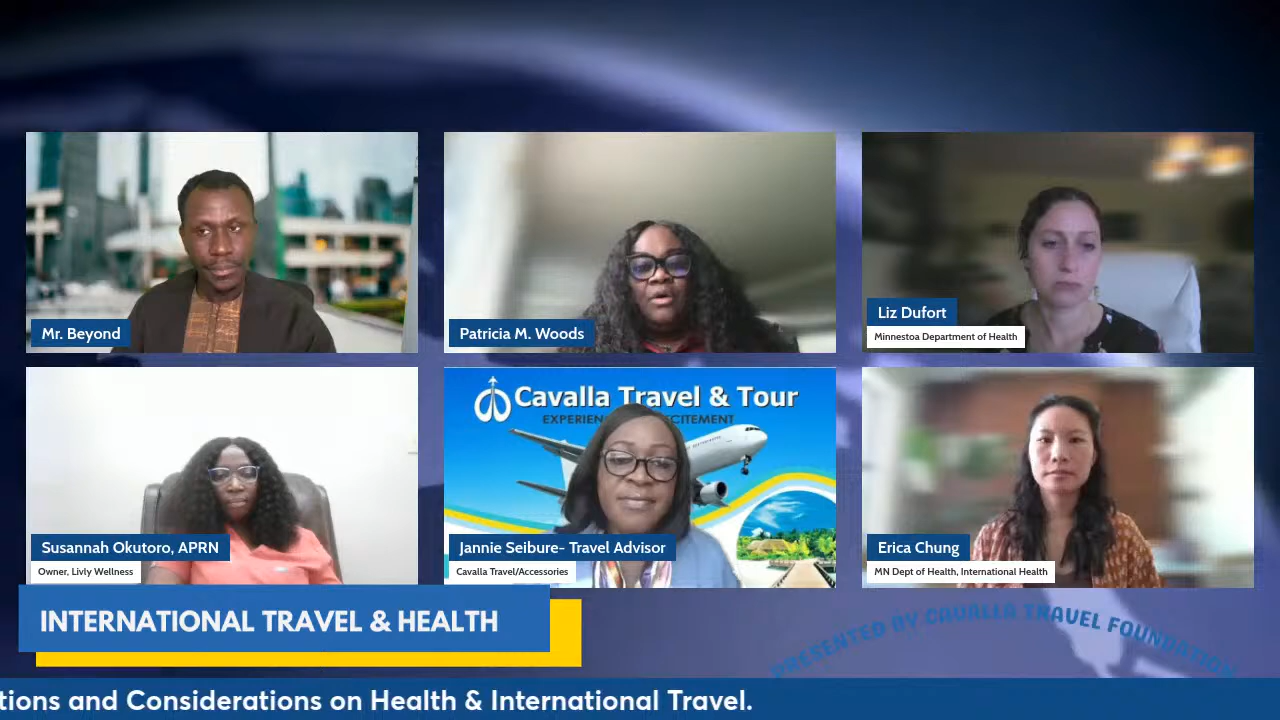 Mr. Beyond
Patricia M. Woods
Liz Dufort
Minnestoa Department of Health
Cavalla Travel & Tour
Susannah Okutoro, APRN
Owner, Livly Wellness
Jannie Seibure- Travel Advisor
Cavalla Travel/Accessories
Erica Chung
MN Dept of Health, International Health
INTERNATIONAL TRAVEL & HEALTH
PRESENTED BY CAVALLA TRAVEL FOUNDATION
tions and Considerations on Health & International Travel.